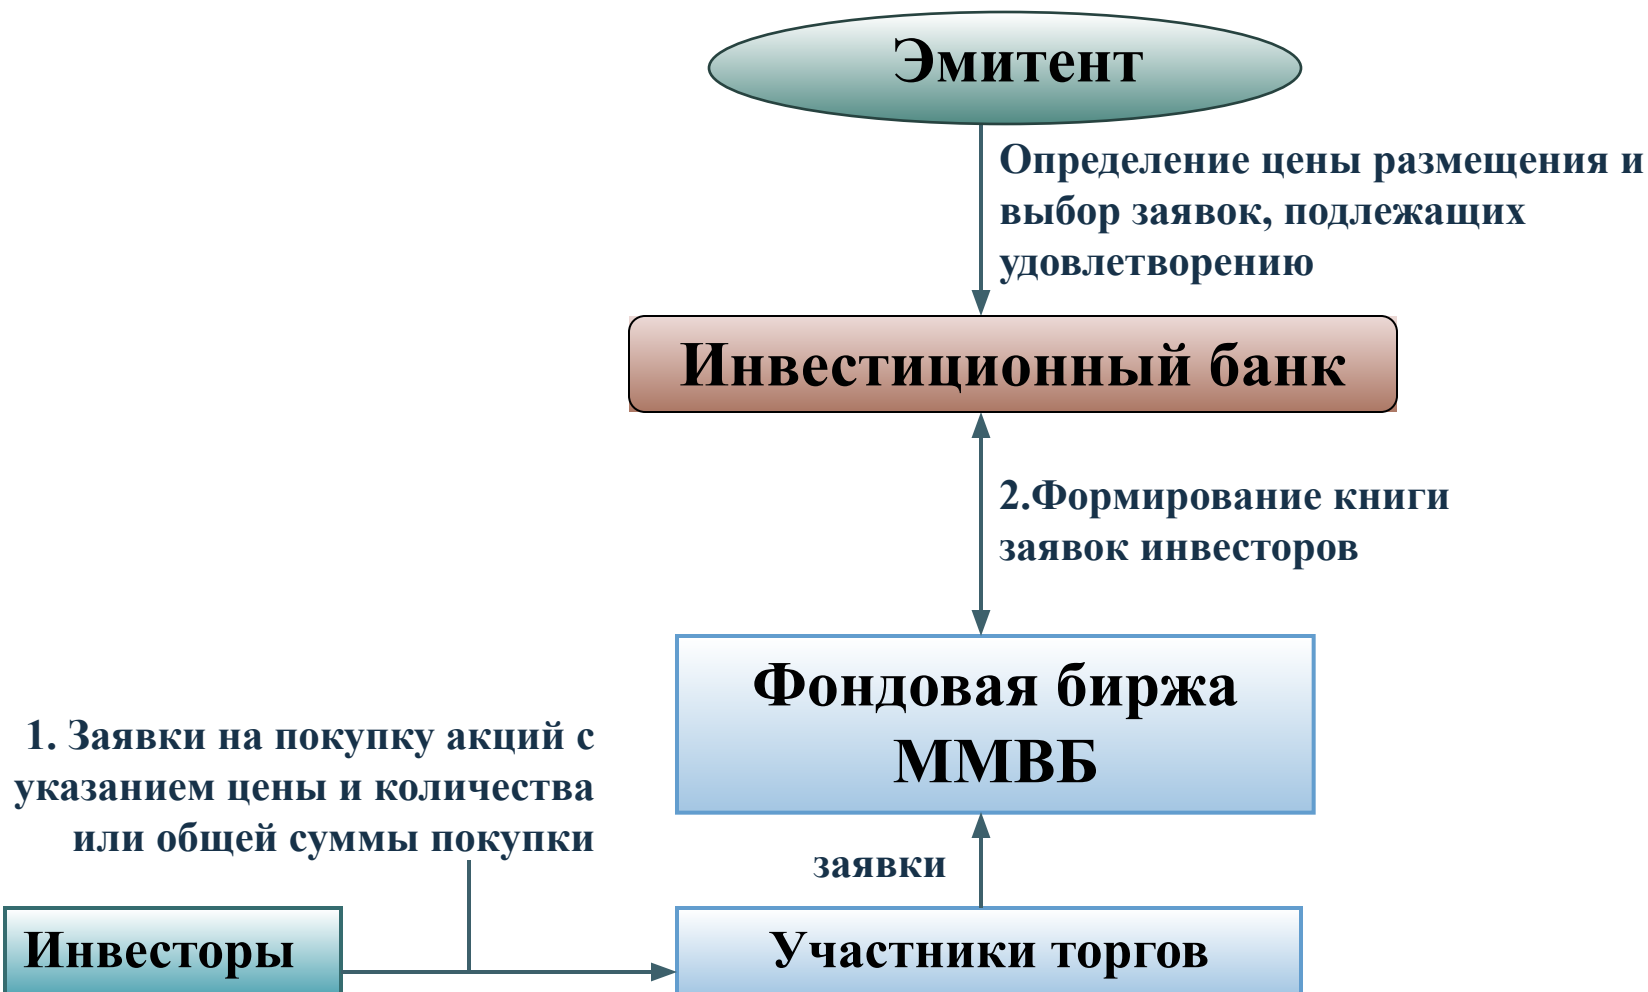 Эмитент
Определение цены размещения и
выбор заявок, подлежащих
удовлетворению
Инвестиционный банк
2.Формирование книги
заявок инвесторов
Фондовая биржа
ММВБ
1. Заявки на покупку акций с
указанием цены и количества
или общей суммы покупки
заявки
Инвесторы
Участники торгов